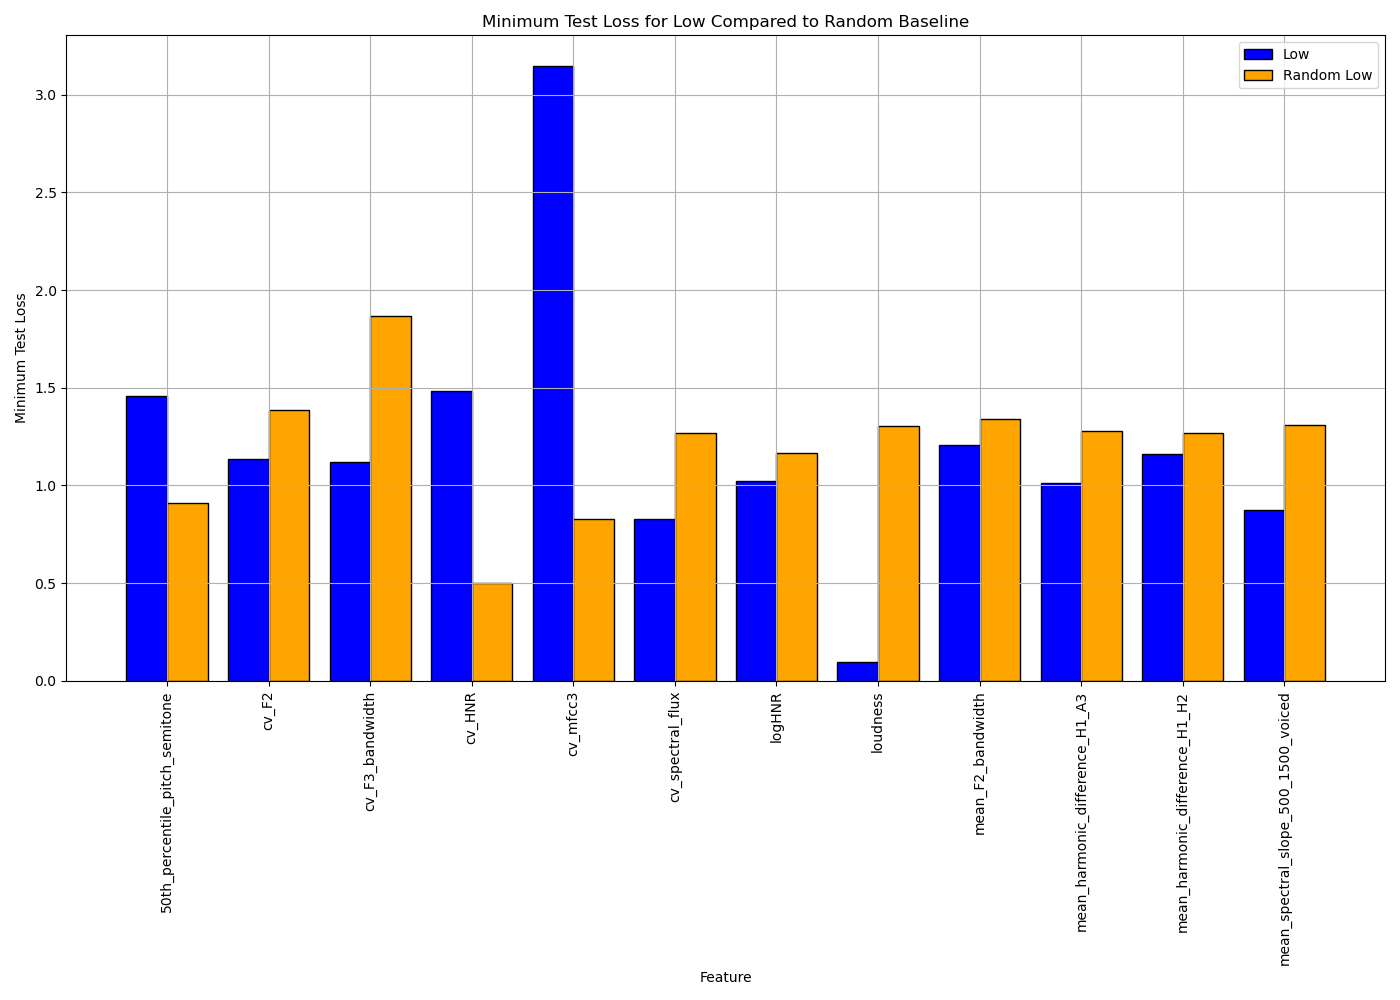 Minimum Test Loss for Low Compared to Random Baseline
Low
Random Low
Minimum Test Loss
3.0
2.5
2.0
1.5
1.0
0.5
0.0
50th_percentile_pitch_semitone
cv_F2
cv_F3_bandwidth
cv_HNR
cv_mfcc3
cv_spectral_flux
logHNR
loudness
mean_F2_bandwidth
mean_harmonic_difference_H1_A3
mean_harmonic_difference_H1_H2
mean_spectral_slope_500_1500_voiced
Feature